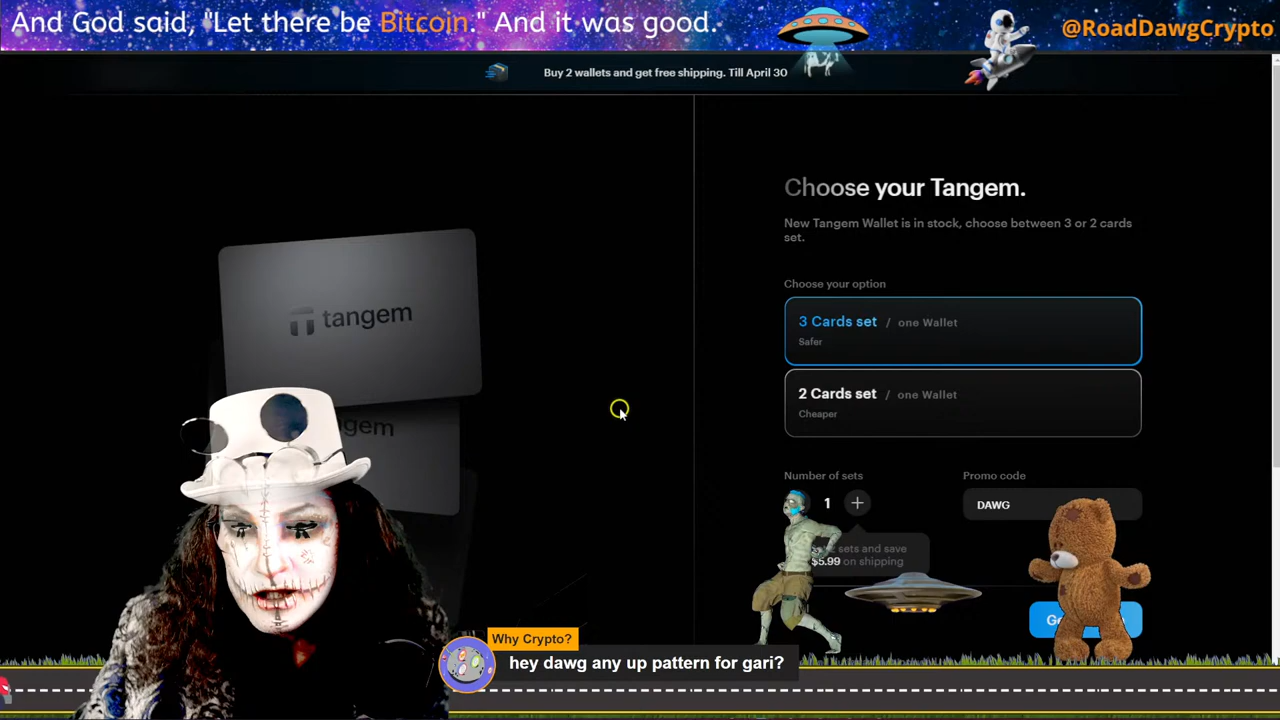 And God said, "Let there be Bitcoin." And it was good.
@RoadDawgCrypto
Buy 2 wallets and get free shipping. Till April 30
Choose your Tangem.
New Tangem Wallet is in stock, choose between 3 or 2 cards
set.
Choose your option
3 Cards set / one Wallet
Safer
2 Cards set / one Wallet
Cheaper
Number of sets
1 +
Promo code
DAWG
sets and save
$5.99 on shipping
tangem
Why Crypto?
hey dawg any up pattern for gari?